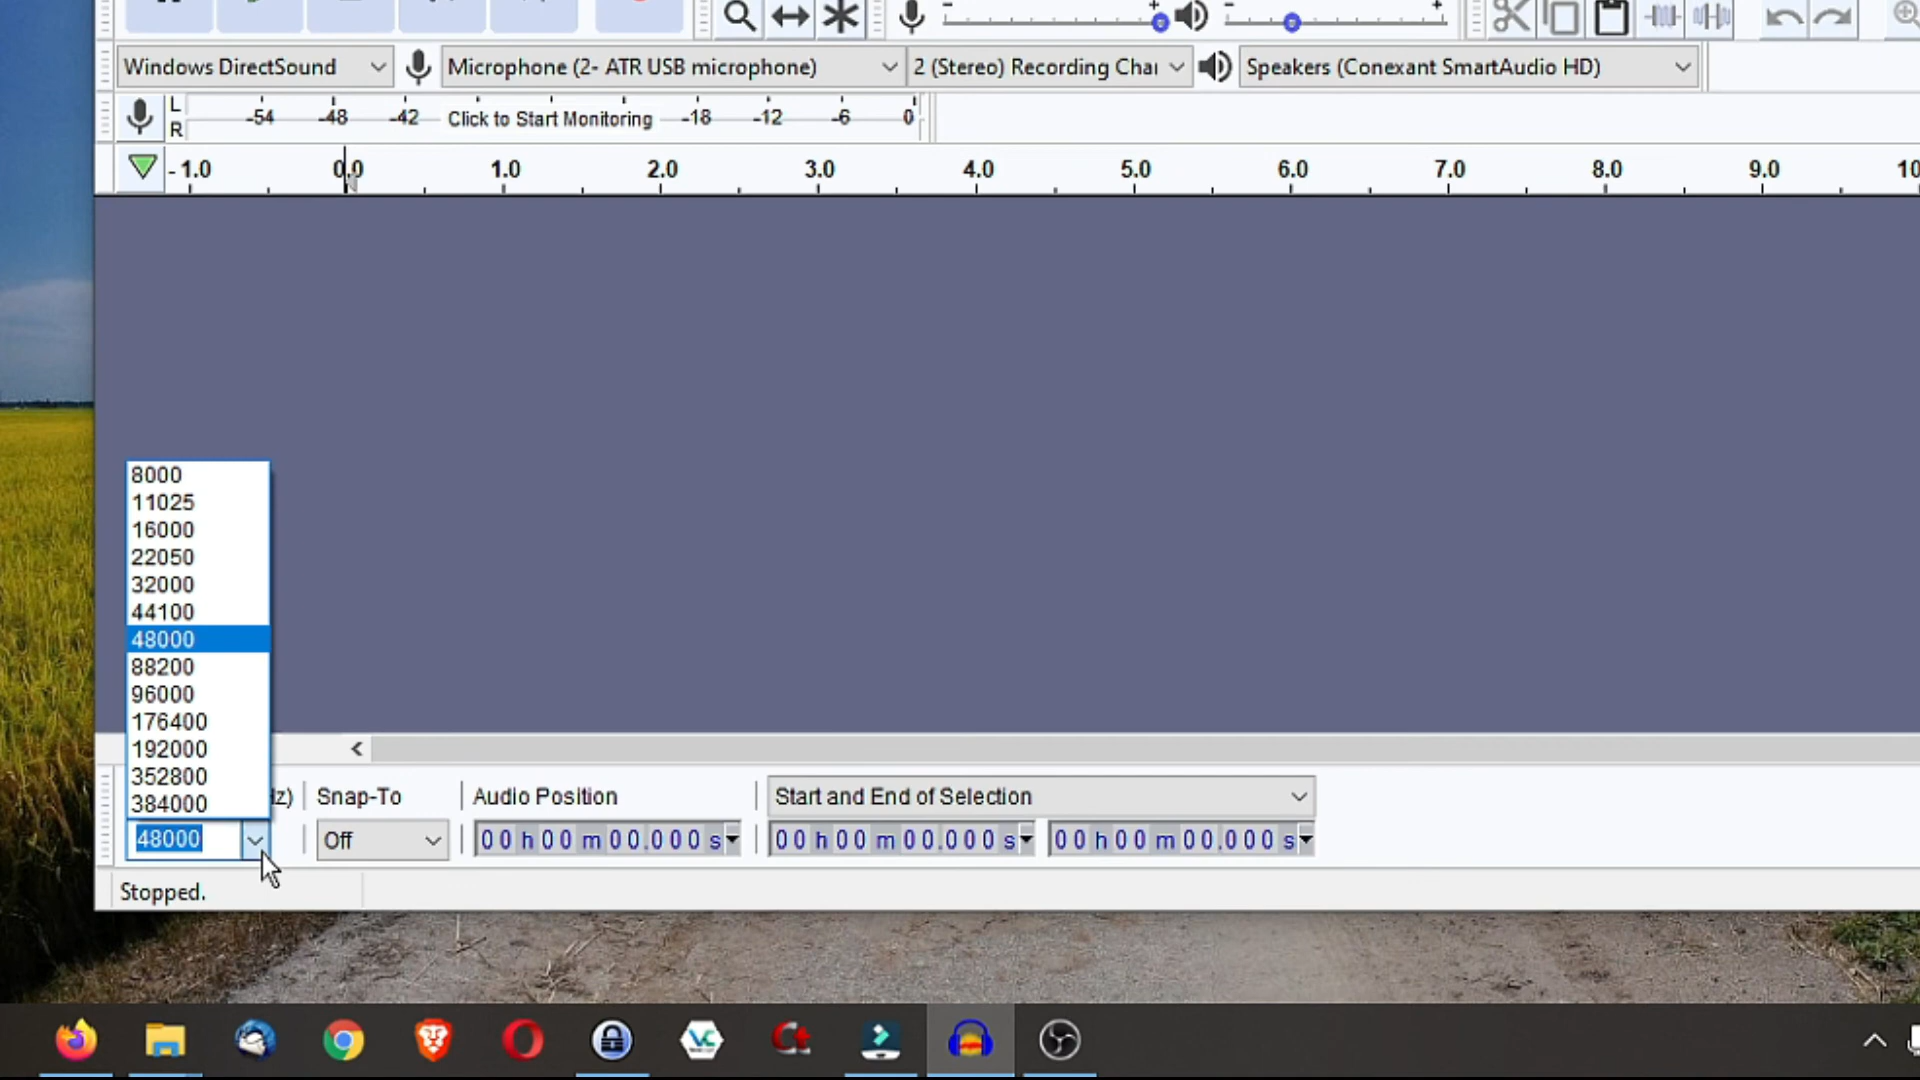 Windows DirectSound Microphone (2- ATR USB microphone) 2 (Stereo) Recording Chai Speakers (Conexant SmartAudio HD)
L
R
-54 -48 -42 Click to Start Monitoring -18 -12 -6 0
-1.0 0.0 1.0 2.0 3.0 4.0 5.0 6.0 7.0 8.0 9.0 10
8000
11025
16000
22050
32000
44100
48000
88200
96000
176400
192000
352800
384000
Iz) Snap-To Audio Position Start and End of Selection
48000 Off 00 h 00 m 00.000 s 00 h 00 m 00.000 s 00 h 00 m 00.000 s
Stopped.